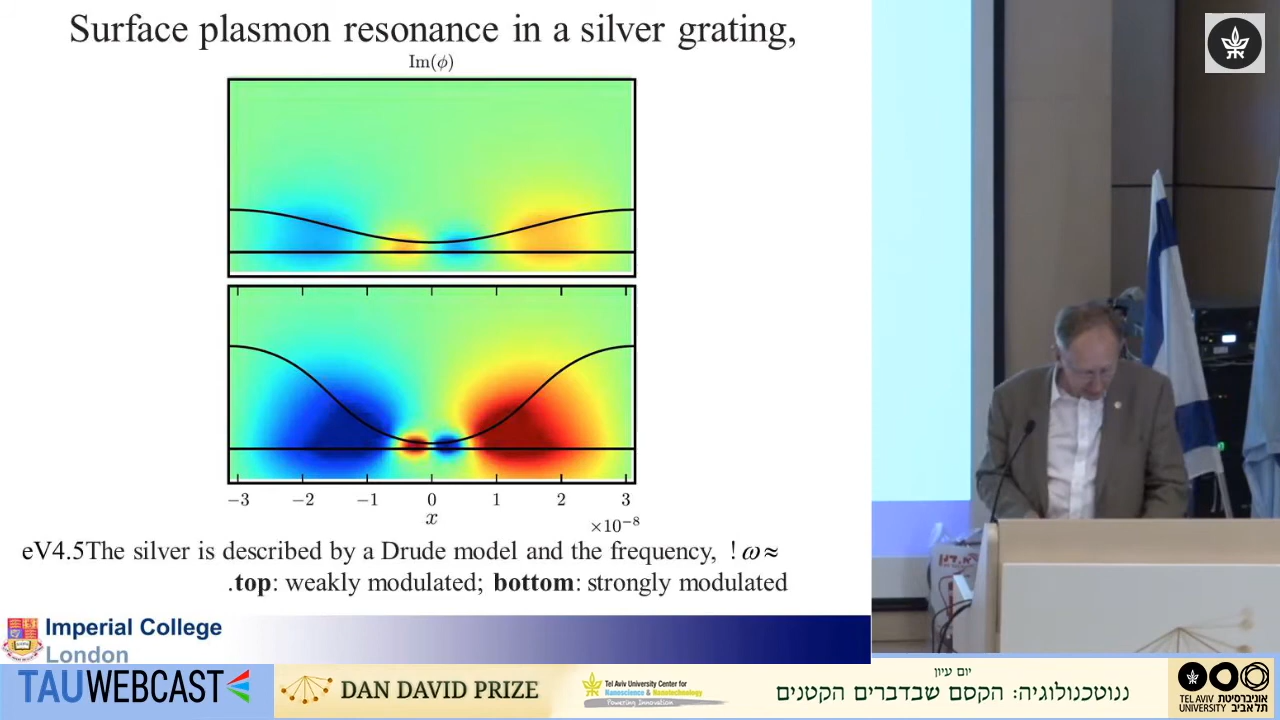 Surface plasmon resonance in a silver grating,
Im(ϕ)
−3 −2 −1 0 1 2 3
x
×10⁻⁸
eV4.5The silver is described by a Drude model and the frequency, !ω≈
.top: weakly modulated; bottom: strongly modulated
Imperial College
London
TAUWEBCAST
DAN DAVID PRIZE
Tel Aviv University Center for
Nanoscience & Nanotechnology
Powering Innovation
יום עיון
ננוטכנולוגיה: הקסם שבדברים הקטנים
TEL AVIV אוניברסיטת
UNIVERSITY תל אביב